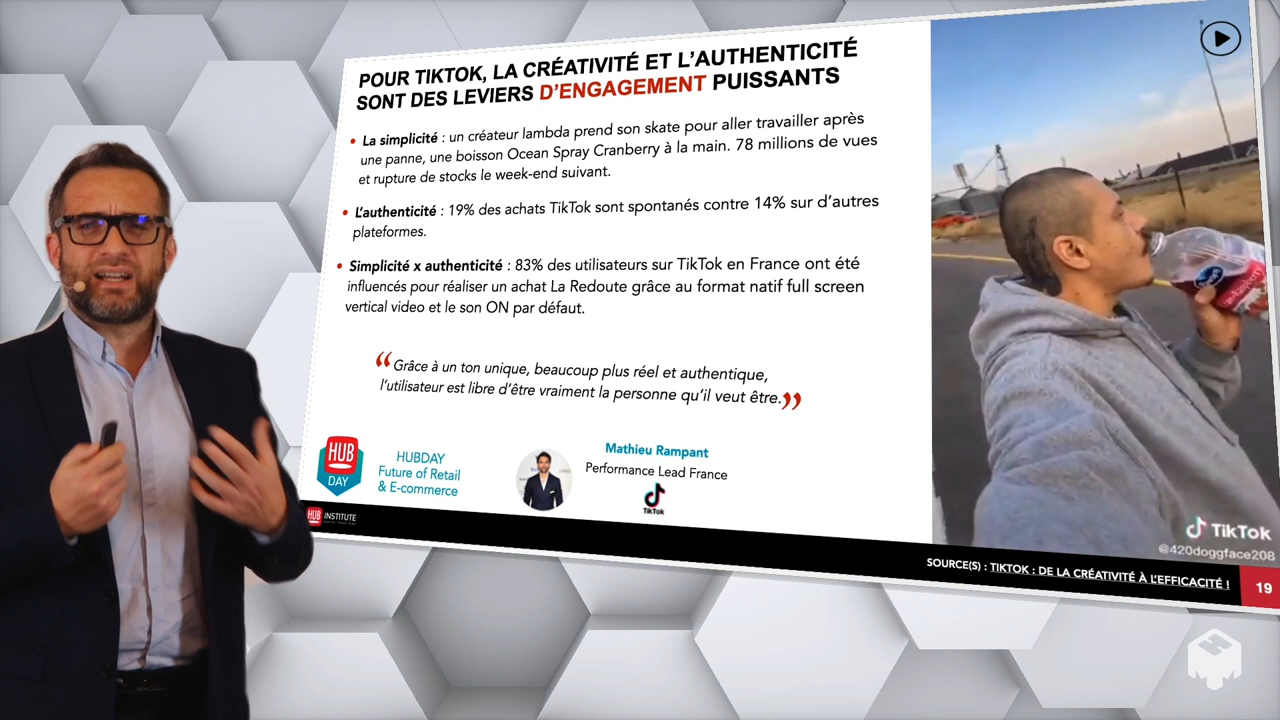 POUR TIKTOK, LA CRÉATIVITÉ ET L'AUTHENTICITÉ
SONT DES LEVIERS D'ENGAGEMENT PUISSANTS
• La simplicité : un créateur lambda prend son skate pour aller travailler après
une panne, une boisson Ocean Spray Cranberry à la main. 78 millions de vues
et rupture de stocks le week-end suivant.
• L'authenticité : 19% des achats TikTok sont spontanés contre 14% sur d'autres
plateformes.
• Simplicité x authenticité : 83% des utilisateurs sur TikTok en France ont été
influencés pour réaliser un achat La Redoute grâce au format natif full screen
vertical video et le son ON par défaut.
“Grâce à un ton unique, beaucoup plus réel et authentique,
l'utilisateur est libre d'être vraiment la personne qu'il veut être.”
HUB
DAY
HUBDAY
Future of Retail
& E-commerce
Mathieu Rampant
Performance Lead France
TikTok
HUB INSTITUTE
TikTok
@420doggface208
SOURCE(S) : TIKTOK : DE LA CRÉATIVITÉ À L'EFFICACITÉ !
19